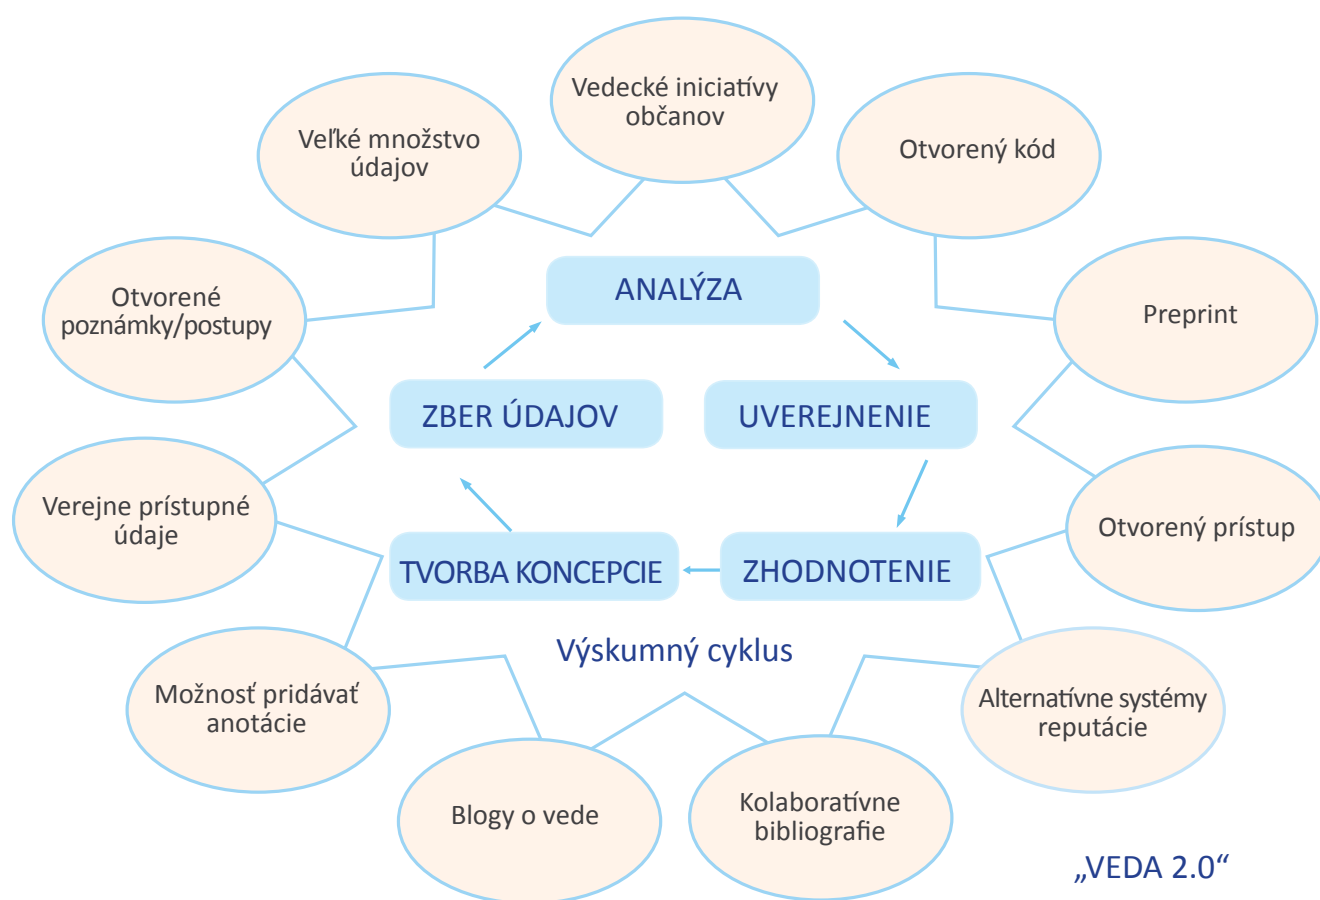 Vedecké iniciatívy
občanov
Veľké množstvo
údajov
Otvorený kód
Otvorené
poznámky/postupy
ANALÝZA
Preprint
ZBER ÚDAJOV
UVEREJNENIE
Verejne prístupné
údaje
Otvorený prístup
TVORBA KONCEPCIE
ZHODNOTENIE
Výskumný cyklus
Možnosť pridávať
anotácie
Alternatívne systémy
reputácie
Blogy o vede
Kolaboratívne
bibliografie
„VEDA 2.0“